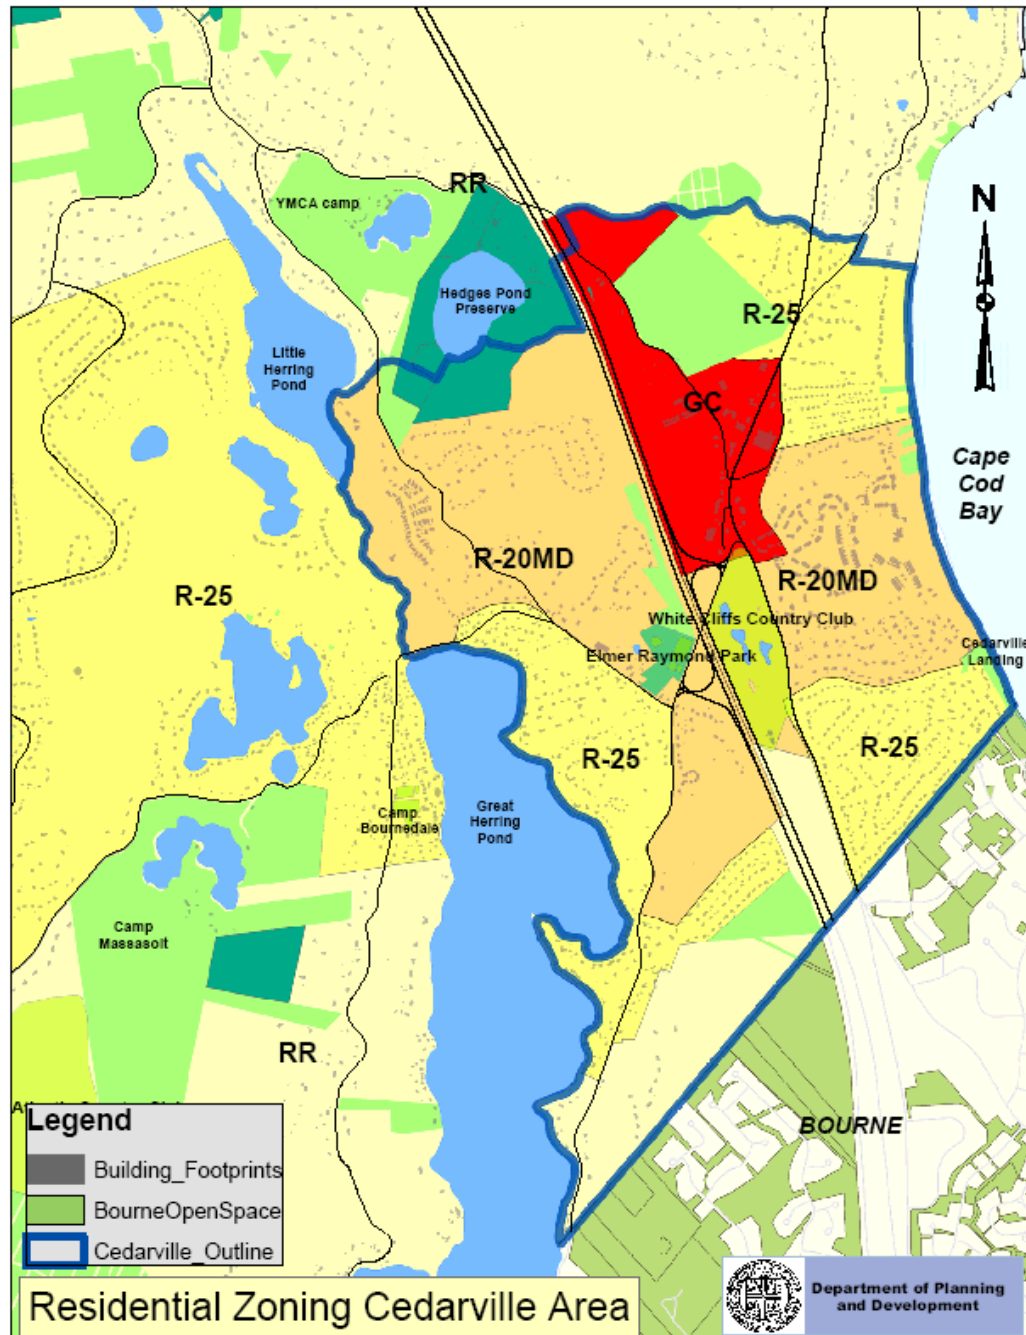 YMCA camp
RR
N
Hedges Pond
Preserve
R-25
Little
Herring
Pond
GC
Cape
Cod
Bay
R-20MD
R-20MD
R-25
White Cliffs Country Club
Elmer Raymond Park
Cedarville
Landing
R-25
R-25
Camp
Bournedale
Great
Herring
Pond
Camp
Massasoit
RR
BOURNE
Legend
Building_Footprints
BourneOpenSpace
Cedarville_Outline
Residential Zoning Cedarville Area
Department of Planning
and Development